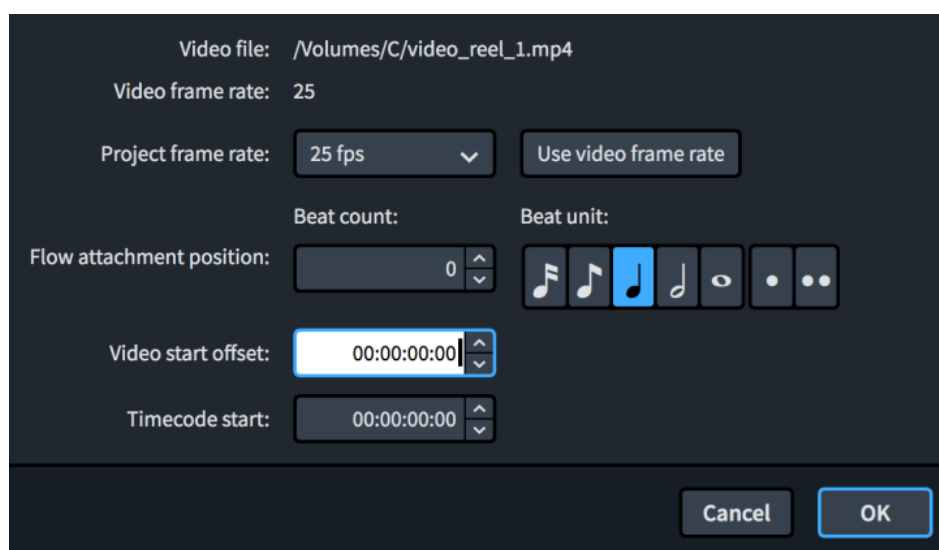 Video file: /Volumes/C/video_reel_1.mp4
Video frame rate: 25
Project frame rate: 25 fps Use video frame rate
Beat count: Beat unit:
Flow attachment position: 0
Video start offset: 00:00:00:00
Timecode start: 00:00:00:00
Cancel OK